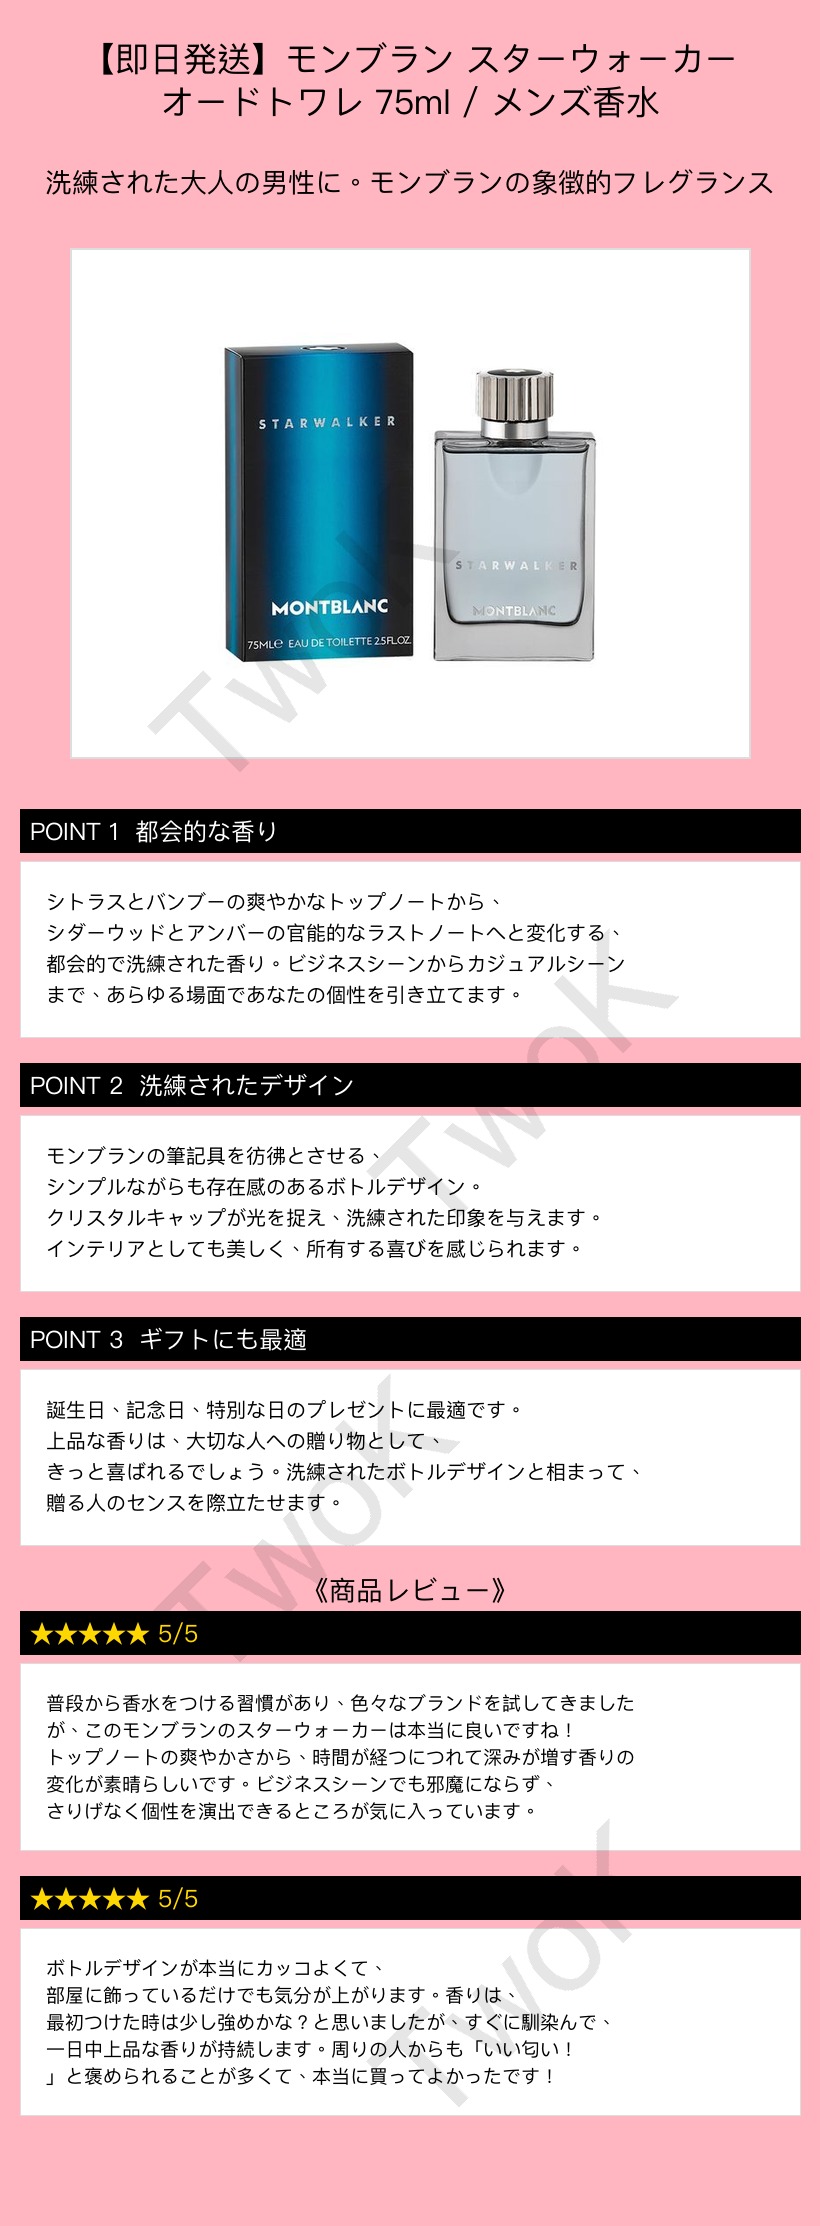 【即日発送】モンブラン スターウォーカー
オードトワレ 75ml / メンズ香水
洗練された大人の男性に。モンブランの象徴的フレグランス
STARWALKER
MONTBLANC
75ML℮ EAU DE TOILETTE 2.5FL.OZ
STARWALKER
MONTBLANC
TwoK
POINT 1 都会的な香り
シトラスとバンブーの爽やかなトップノートから、
シダーウッドとアンバーの官能的なラストノートへと変化する、
都会的で洗練された香り。ビジネスシーンからカジュアルシーン
まで、あらゆる場面であなたの個性を引き立てます。
TwoK
POINT 2 洗練されたデザイン
モンブランの筆記具を彷彿とさせる、
シンプルながらも存在感のあるボトルデザイン。
クリスタルキャップが光を捉え、洗練された印象を与えます。
インテリアとしても美しく、所有する喜びを感じられます。
POINT 3 ギフトにも最適
誕生日、記念日、特別な日のプレゼントに最適です。
上品な香りは、大切な人への贈り物として、
きっと喜ばれるでしょう。洗練されたボトルデザインと相まって、
贈る人のセンスを際立たせます。
TwoK
《商品レビュー》
★★★★★ 5/5
普段から香水をつける習慣があり、色々なブランドを試してきました
が、このモンブランのスターウォーカーは本当に良いですね！
トップノートの爽やかさから、時間が経つにつれて深みが増す香りの
変化が素晴らしいです。ビジネスシーンでも邪魔にならず、
さりげなく個性を演出できるところが気に入っています。
★★★★★ 5/5
ボトルデザインが本当にカッコよくて、
部屋に飾っているだけでも気分が上がります。香りは、
最初つけた時は少し強めかな？と思いましたが、すぐに馴染んで、
一日中上品な香りが持続します。周りの人からも「いい匂い！
」と褒められることが多くて、本当に買ってよかったです！
TwoK